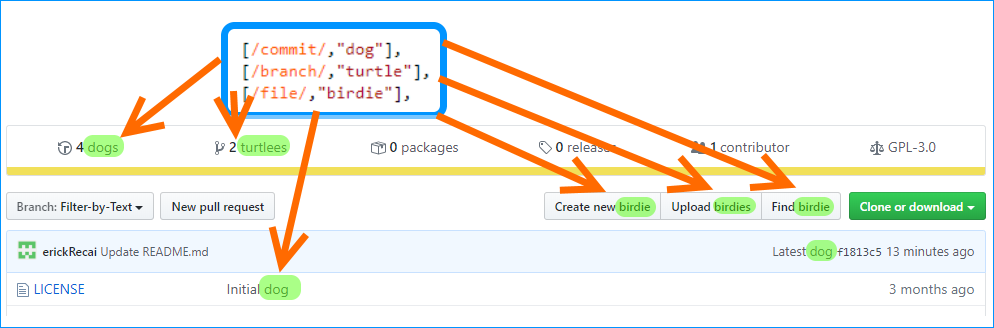 [/commit/,"dog"],
[/branch/,"turtle"],
[/file/,"birdie"],
4 dogs 2 turtlees 0 packages 0 releases 1 contributor GPL-3.0
Branch: Filter-by-Text New pull request Create new birdie Upload birdies Find birdie Clone or download
erickRecai Update README.md Latest dog f1813c5 13 minutes ago
LICENSE Initial dog 3 months ago